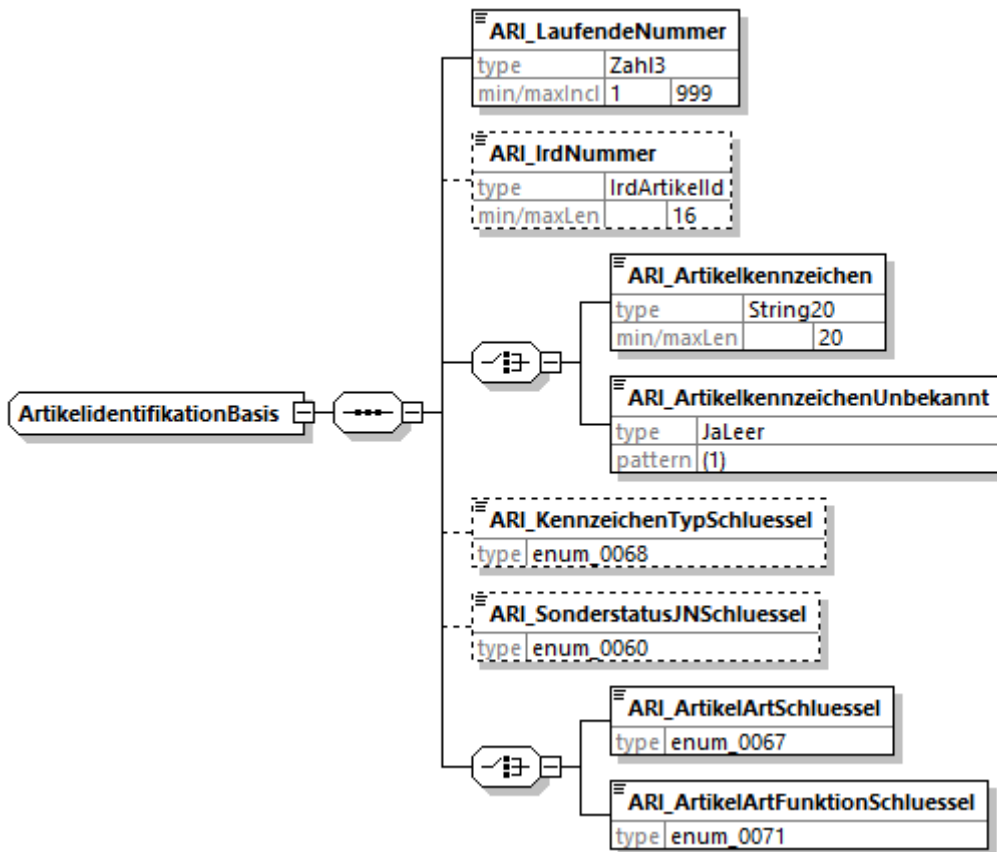 ARI_LaufendeNummer
type Zahl3
min/maxIncl 1 999
ARI_IrdNummer
type IrdArtikelId
min/maxLen 16
ARI_Artikelkennzeichen
type String20
min/maxLen 20
ARI_ArtikelkennzeichenUnbekannt
type JaLeer
pattern (1)
ArtikelidentifikationBasis
ARI_KennzeichenTypSchluessel
type enum_0068
ARI_SonderstatusJNSchluessel
type enum_0060
ARI_ArtikelArtSchluessel
type enum_0067
ARI_ArtikelArtFunktionSchluessel
type enum_0071